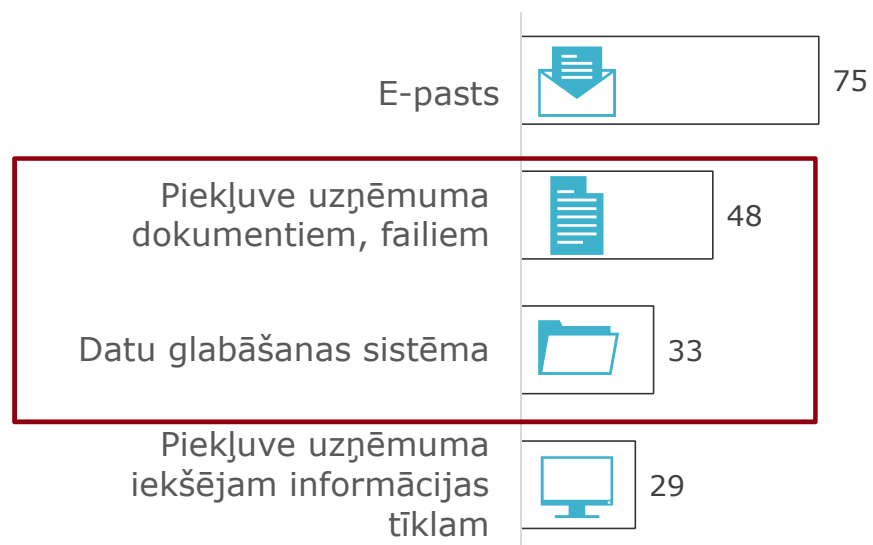 E-pasts
75
Piekļuve uzņēmuma
dokumentiem, failiem
48
Datu glabāšanas sistēma
33
Piekļuve uzņēmuma
iekšējam informācijas
tīklam
29